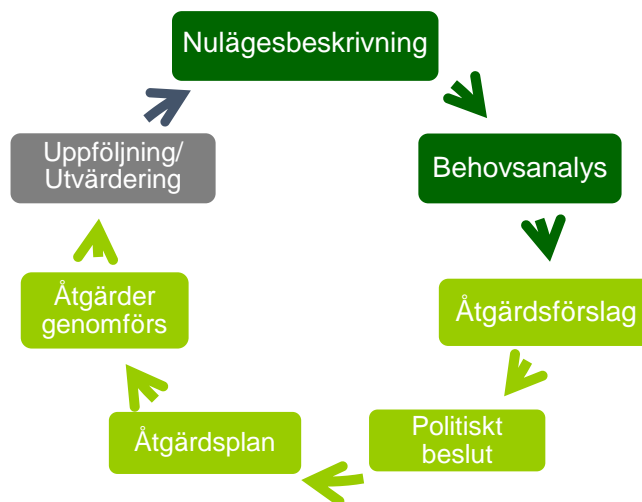 Nulägesbeskrivning
Behovsanalys
Åtgärdsförslag
Politiskt
beslut
Åtgärdsplan
Åtgärder
genomförs
Uppföljning/
Utvärdering